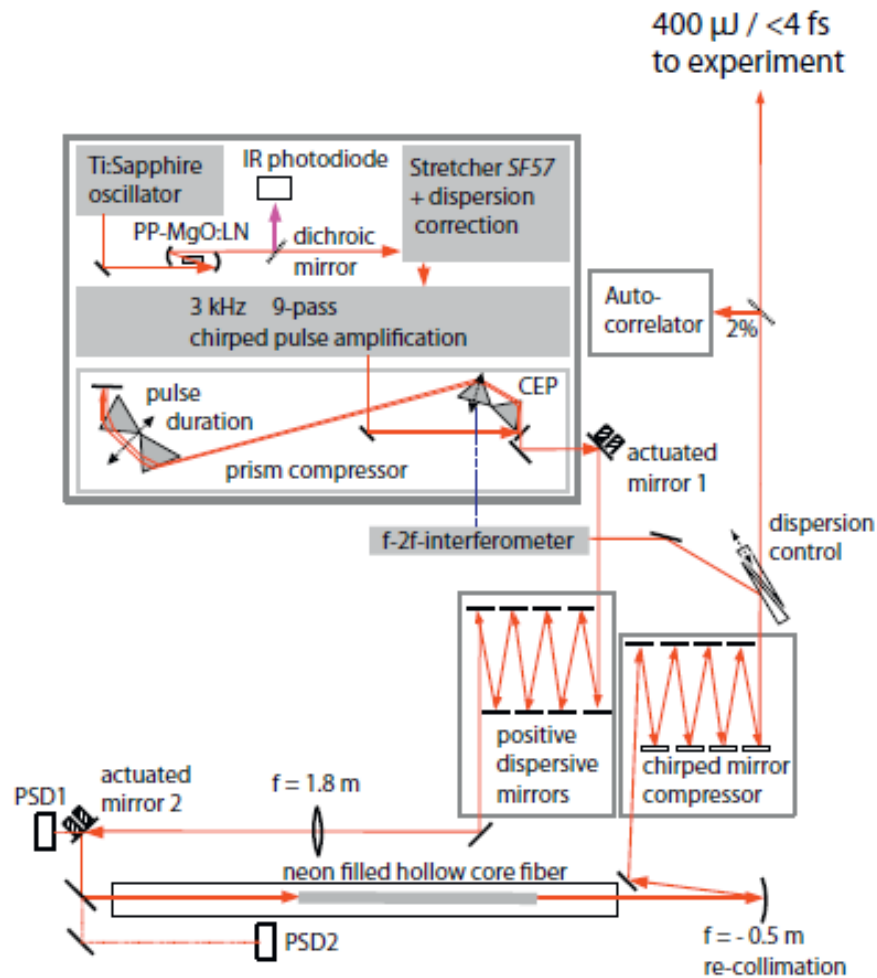 400 µJ / <4 fs
to experiment
Ti:Sapphire
oscillator
IR photodiode
Stretcher SF57
+ dispersion
correction
PP-MgO:LN
dichroic
mirror
3 kHz 9-pass
chirped pulse amplification
Auto-
correlator
2%
pulse
duration
CEP
prism compressor
actuated
mirror 1
f-2f-interferometer
dispersion
control
positive
dispersive
mirrors
chirped mirror
compressor
actuated
mirror 2
PSD1
f = 1.8 m
neon filled hollow core fiber
PSD2
f = - 0.5 m
re-collimation